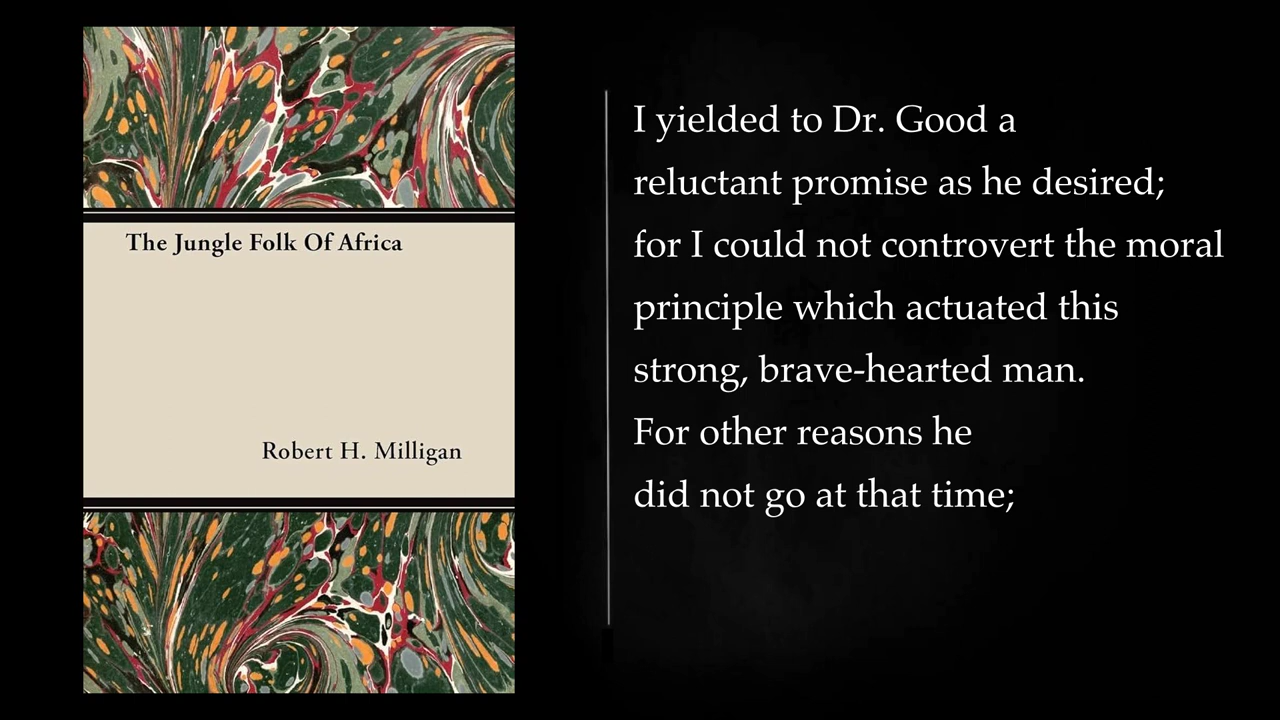 The Jungle Folk Of Africa
Robert H. Milligan
I yielded to Dr. Good a
reluctant promise as he desired;
for I could not controvert the moral
principle which actuated this
strong, brave-hearted man.
For other reasons he
did not go at that time;